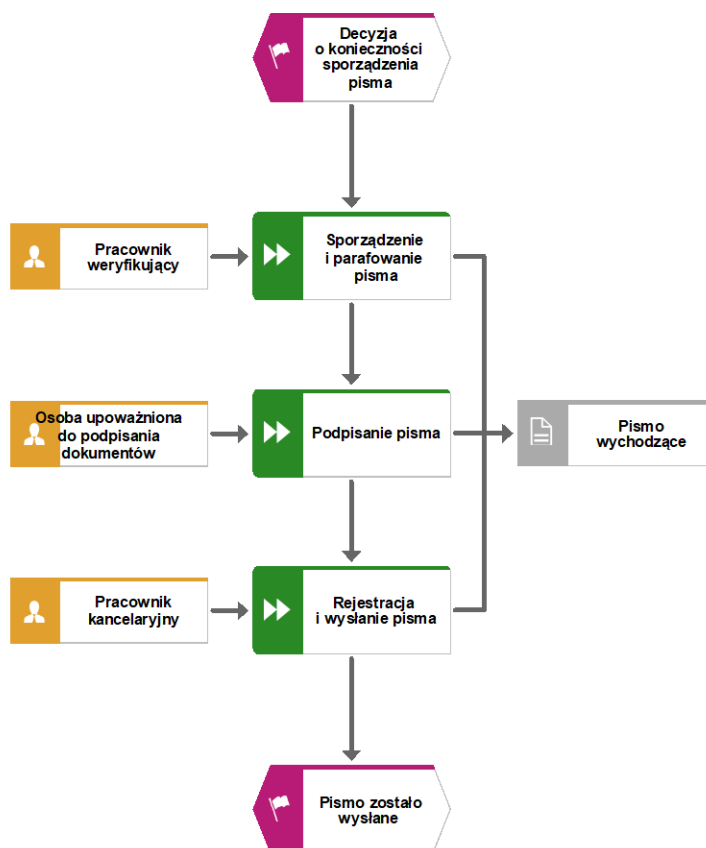 Decyzja
o konieczności
sporządzenia
pisma
Pracownik
weryfikujący
Sporządzenie
i parafowanie
pisma
Osoba upoważniona
do podpisania
dokumentów
Podpisanie pisma
Pismo
wychodzące
Pracownik
kancelaryjny
Rejestracja
i wysłanie pisma
Pismo zostało
wysłane